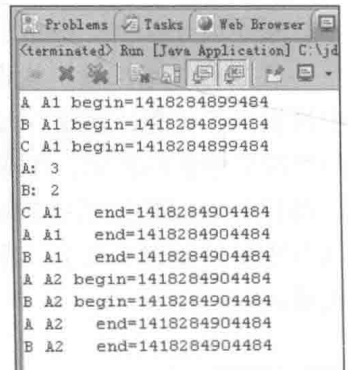 Problems Tasks Web Browser
<terminated> Run [Java Application] C:\jd
A A1 begin=1418284899484
B A1 begin=1418284899484
C A1 begin=1418284899484
A: 3
B: 2
C A1   end=1418284904484
A A1   end=1418284904484
B A1   end=1418284904484
A A2 begin=1418284904484
B A2 begin=1418284904484
A A2   end=1418284904484
B A2   end=1418284904484